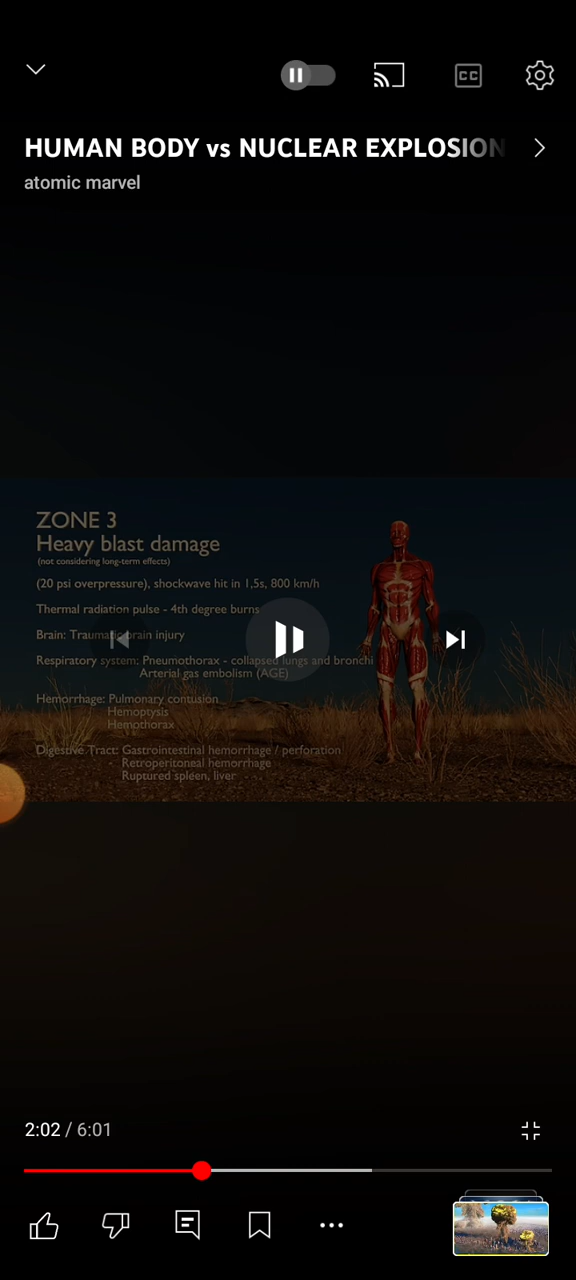 HUMAN BODY vs NUCLEAR EXPLOSION
atomic marvel
ZONE 3
Heavy blast damage
(not considering long-term effects)
(20 psi overpressure), shockwave hit in 1,5s, 800 km/h
Thermal radiation pulse - 4th degree burns
Brain: Traumatic brain injury
Respiratory system: Pneumothorax - collapsed lungs and bronchi
Arterial gas embolism (AGE)
Hemorrhage: Pulmonary contusion
Hemoptysis
Hemothorax
Digestive Tract: Gastrointestinal hemorrhage / perforation
Retroperitoneal hemorrhage
Ruptured spleen, liver
2:02 / 6:01